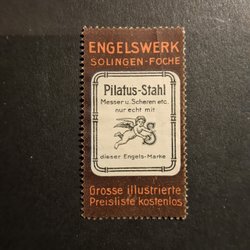 ENGELSWERK
SOLINGEN-FOCHE
Pilatus-Stahl
Messer u. Scheren etc.
nur echt mit
dieser Engels-Marke
Grosse illustrierte
Preisliste kostenlos